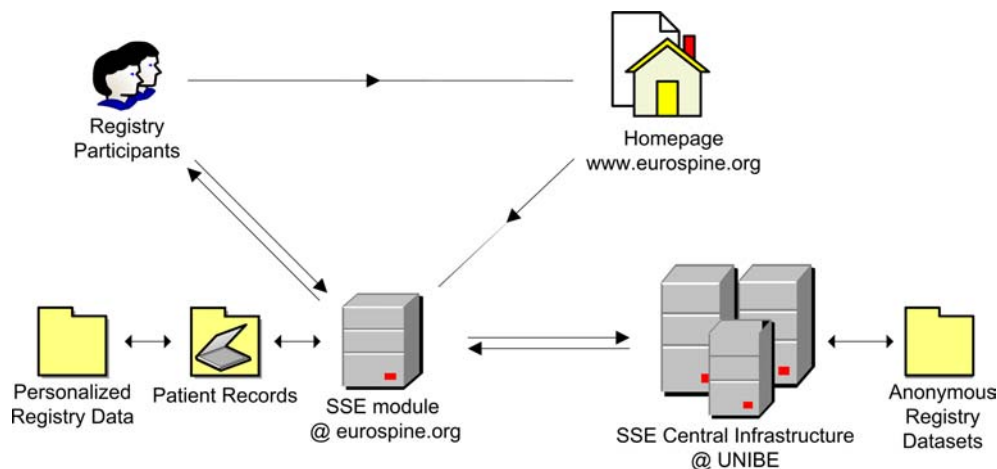 Registry
Participants
Homepage
www.eurospine.org
Personalized
Registry Data
Patient Records
SSE module
@ eurospine.org
SSE Central Infrastructure
@ UNIBE
Anonymous
Registry
Datasets